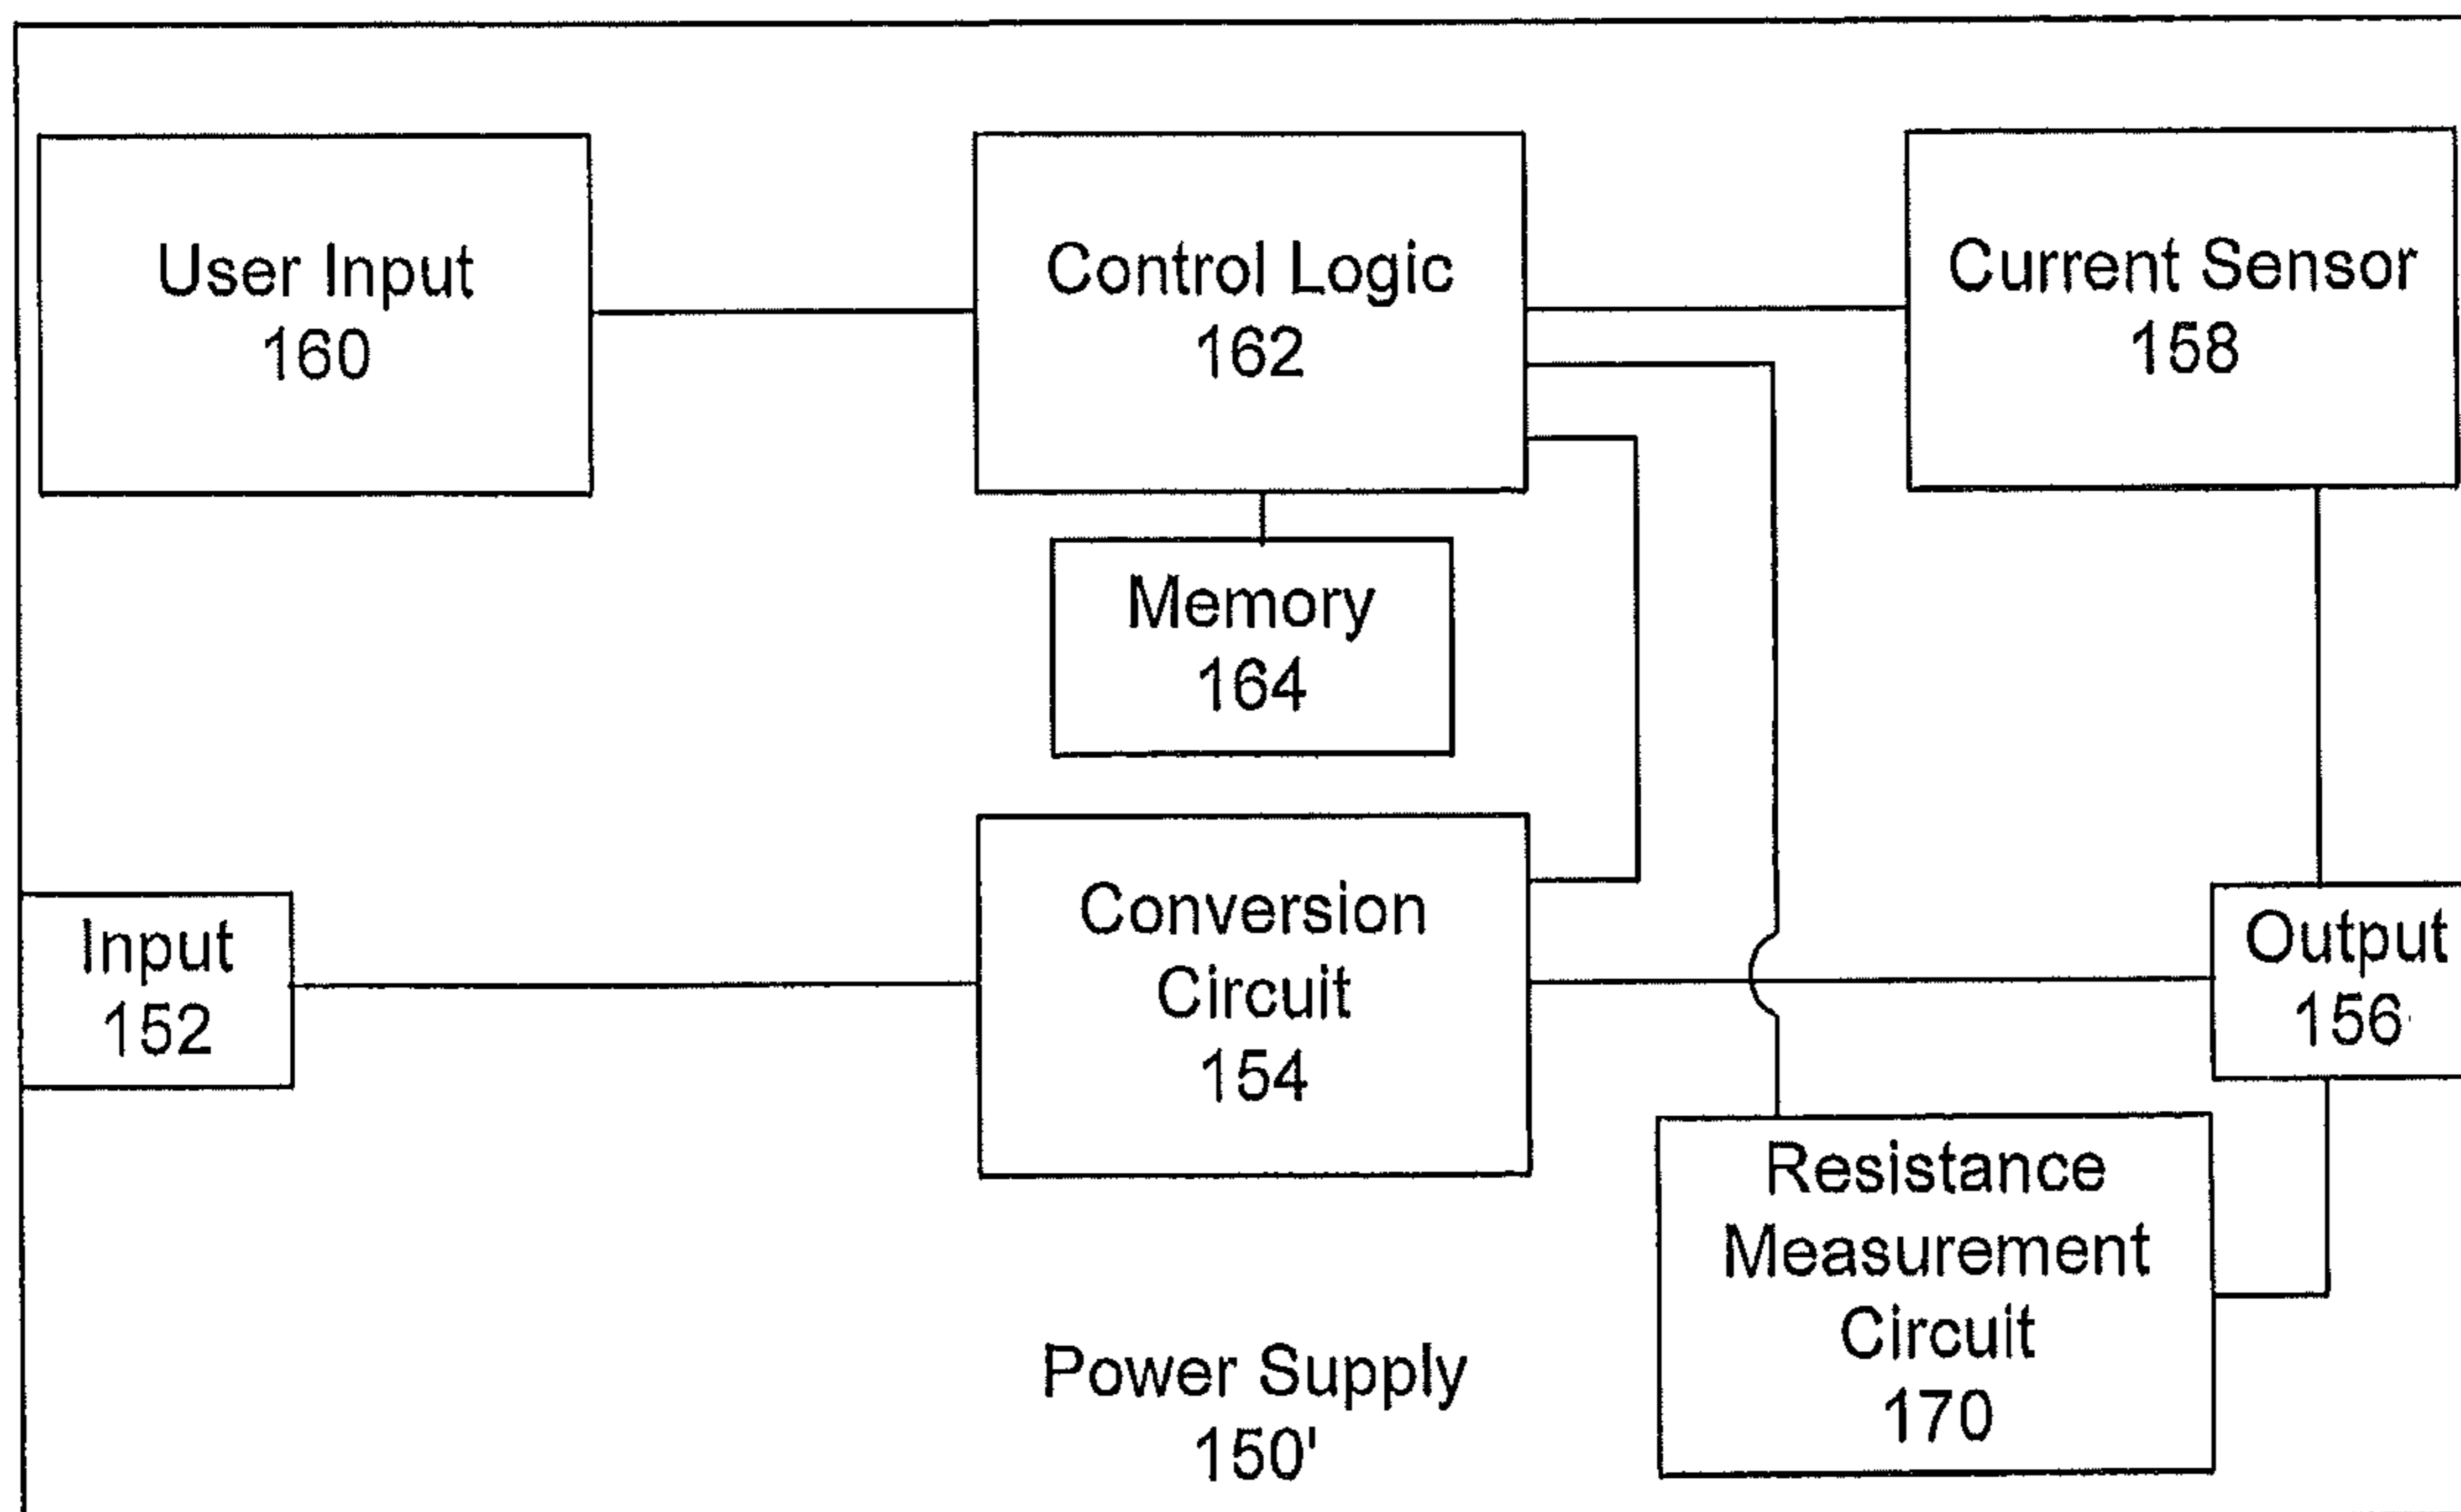 User Input
160
Control Logic
162
Current Sensor
158
Memory
164
Input
152
Conversion
Circuit
154
Output
156
Resistance
Measurement
Circuit
170
Power Supply
150'